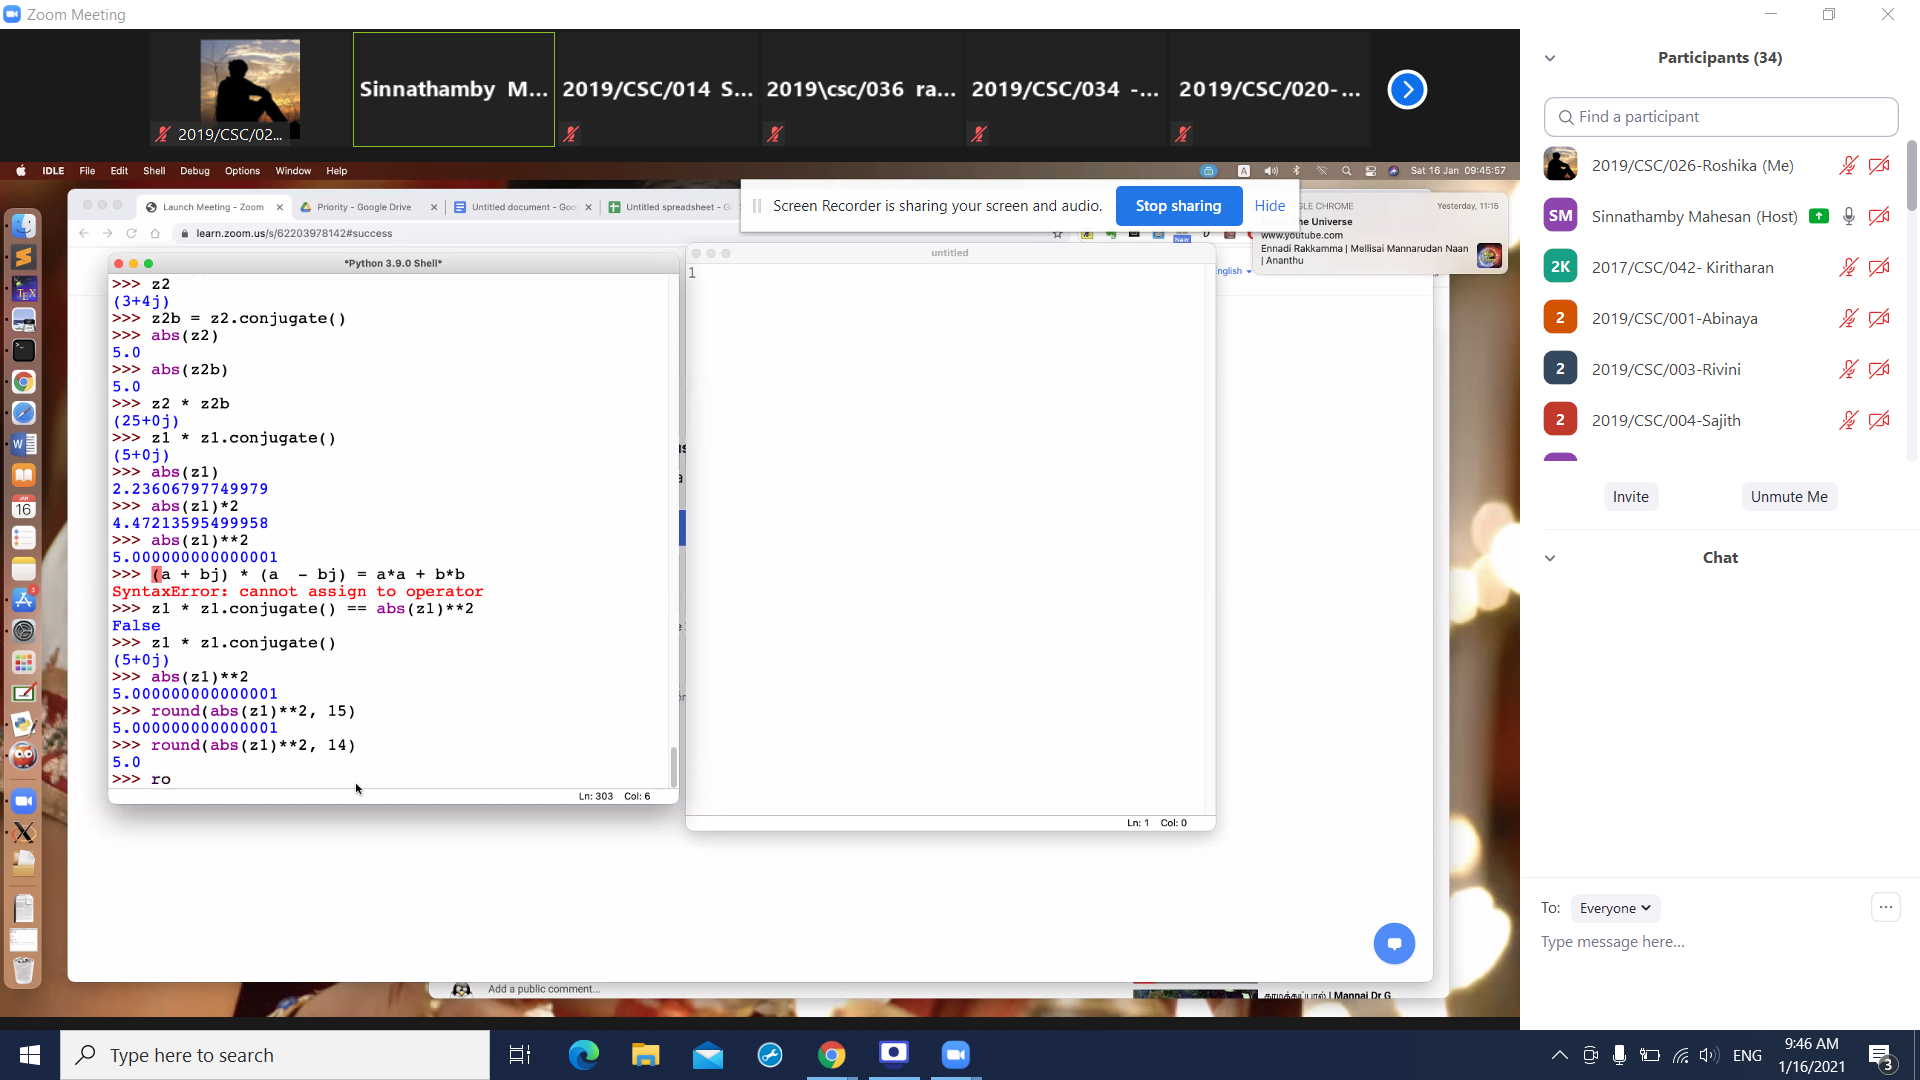 Zoom Meeting
2019/CSC/02...
Sinnathamby M...
2019/CSC/014 S...
2019\csc/036 ra...
2019/CSC/034 -...
2019/CSC/020-...
IDLE File Edit Shell Debug Options Window Help
A
Sat 16 Jan 09:45:57
Launch Meeting - Zoom
Priority - Google Drive
Untitled document - Goo
Untitled spreadsheet - G
Screen Recorder is sharing your screen and audio.
Stop sharing
Hide
GLE CHROME
Yesterday, 11:15
he Universe
www.youtube.com
Ennadi Rakkamma | Mellisai Mannarudan Naan
| Ananthu
learn.zoom.us/s/62203978142#success
New
nglish
*Python 3.9.0 Shell*
>>> z2
(3+4j)
>>> z2b = z2.conjugate()
>>> abs(z2)
5.0
>>> abs(z2b)
5.0
>>> z2 * z2b
(25+0j)
>>> z1 * z1.conjugate()
(5+0j)
>>> abs(z1)
2.23606797749979
>>> abs(z1)*2
4.47213595499958
>>> abs(z1)**2
5.000000000000001
>>> (a + bj) * (a  - bj) = a*a + b*b
SyntaxError: cannot assign to operator
>>> z1 * z1.conjugate() == abs(z1)**2
False
>>> z1 * z1.conjugate()
(5+0j)
>>> abs(z1)**2
5.000000000000001
>>> round(abs(z1)**2, 15)
5.000000000000001
>>> round(abs(z1)**2, 14)
5.0
>>> ro
Ln: 303 Col: 6
untitled
1
Ln: 1 Col: 0
TEX
JAN
16
3
Add a public comment...
| Mannai Dr G
Participants (34)
Find a participant
2019/CSC/026-Roshika (Me)
SM
Sinnathamby Mahesan (Host)
2K
2017/CSC/042- Kiritharan
2
2019/CSC/001-Abinaya
2
2019/CSC/003-Rivini
2
2019/CSC/004-Sajith
Invite
Unmute Me
Chat
To: Everyone
...
Type message here...
Type here to search
ENG
9:46 AM
1/16/2021
3